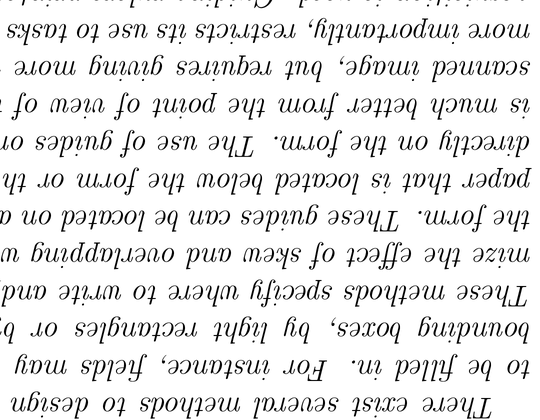 There exist several methods to design
to be filled in. For instance, fields may
bounding boxes, by light rectangles or b
These methods specify where to write and
mize the effect of skew and overlapping w
the form. These guides can be located on a
paper that is located below the form or th
directly on the form. The use of guides on
is much better from the point of view of
scanned image, but requires giving more
more importantly, restricts its use to tasks